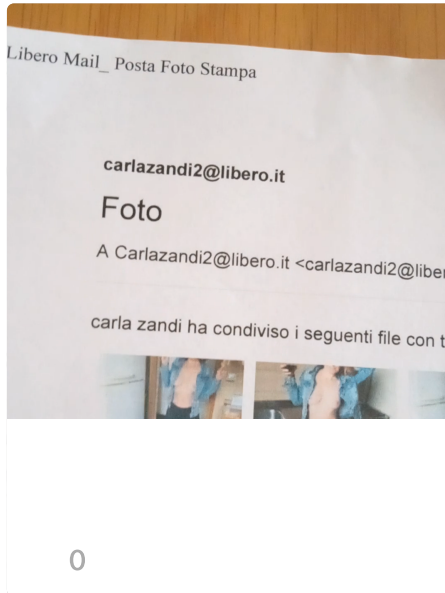 Libero Mail_ Posta Foto Stampa
carlazandi2@libero.it
Foto
A Carlazandi2@libero.it <carlazandi2@liber
carla zandi ha condiviso i seguenti file con t
0